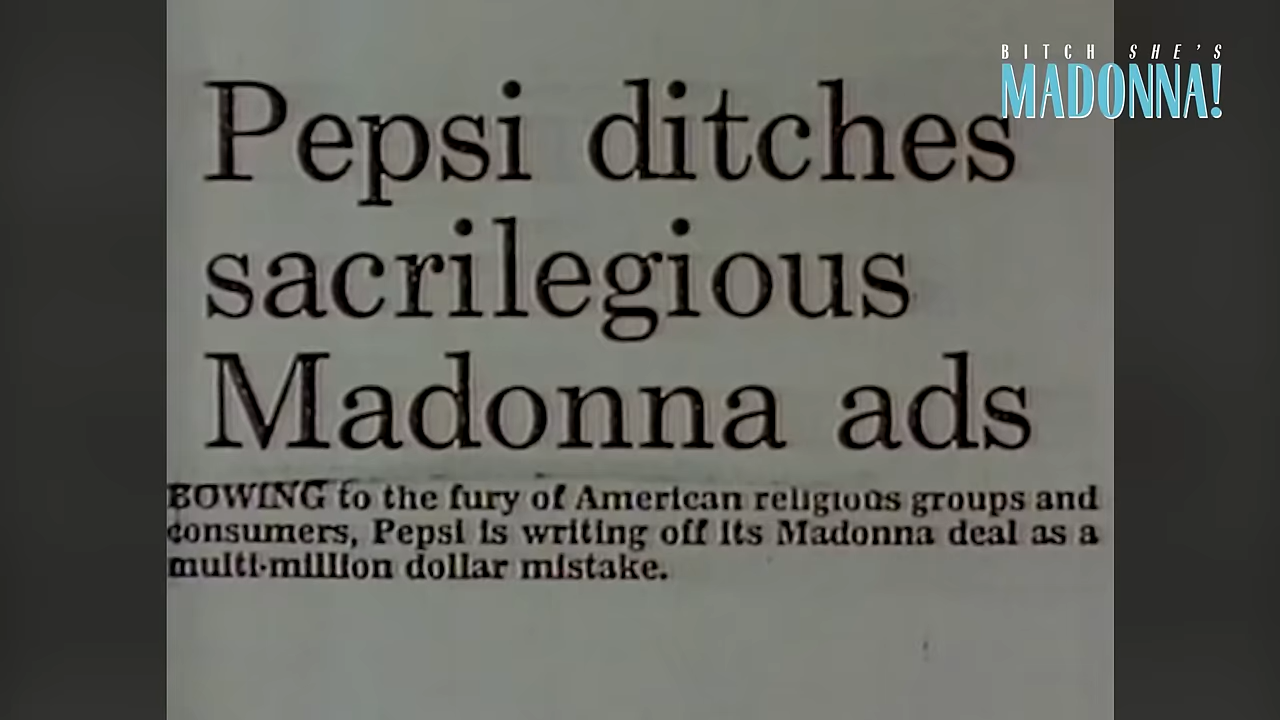 BITCH SHE'S
MADONNA!
Pepsi ditches
sacrilegious
Madonna ads
BOWING to the fury of American religious groups and
consumers, Pepsi is writing off its Madonna deal as a
multi-million dollar mistake.